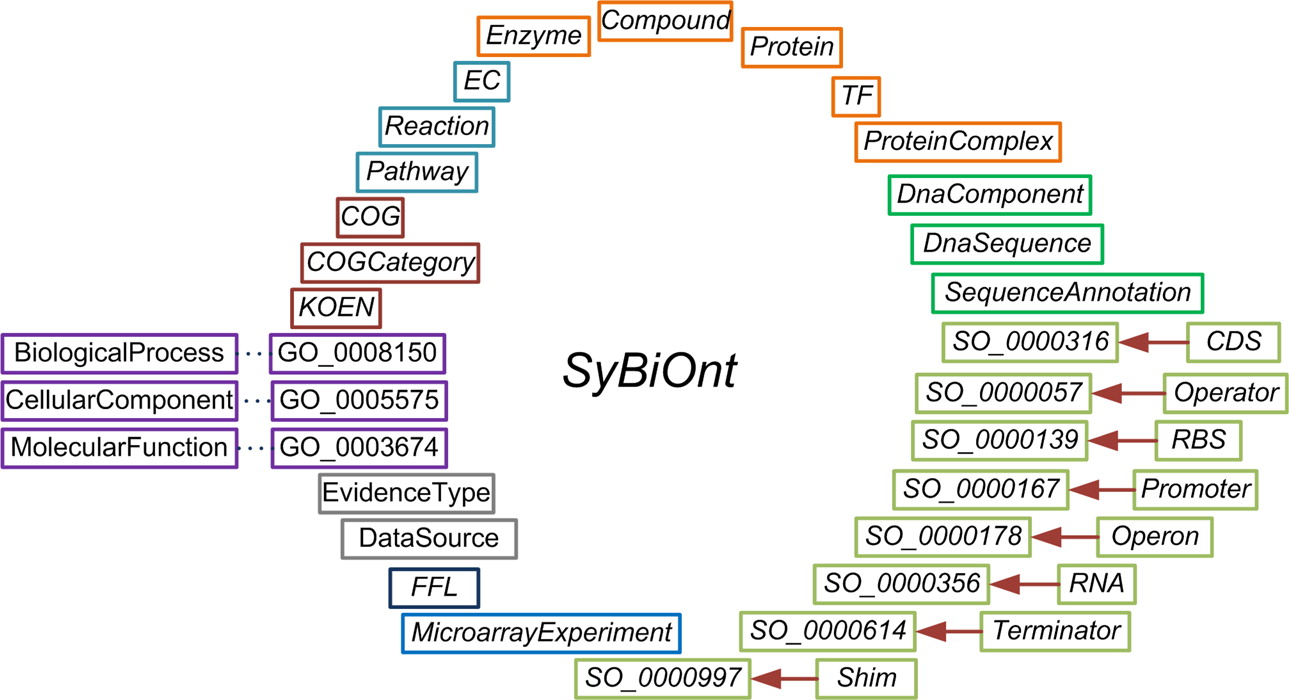 Compound
Enzyme
Protein
EC
TF
Reaction
ProteinComplex
Pathway
DnaComponent
COG
DnaSequence
COGCategory
SequenceAnnotation
KOEN
SO_0000316
CDS
BiologicalProcess
GO_0008150
SyBiOnt
CellularComponent
GO_0005575
SO_0000057
Operator
MolecularFunction
GO_0003674
SO_0000139
RBS
EvidenceType
SO_0000167
Promoter
DataSource
SO_0000178
Operon
FFL
SO_0000356
RNA
MicroarrayExperiment
SO_0000614
Terminator
SO_0000997
Shim